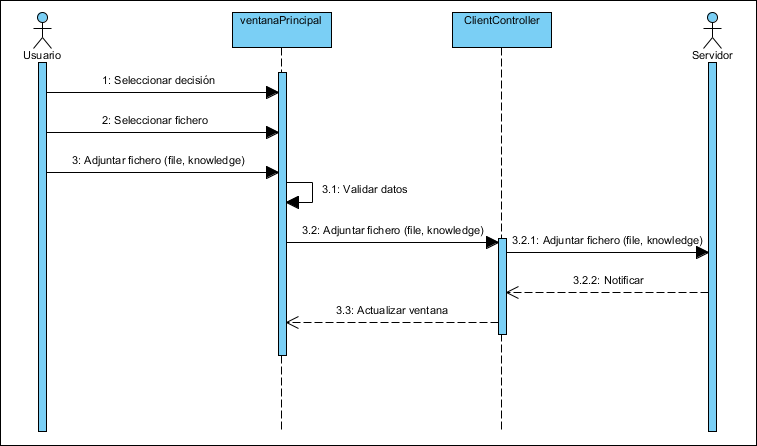 ventanaPrincipal
ClientController
Usuario
Servidor
1: Seleccionar decisión
2: Seleccionar fichero
3: Adjuntar fichero (file, knowledge)
3.1: Validar datos
3.2: Adjuntar fichero (file, knowledge)
3.2.1: Adjuntar fichero (file, knowledge)
3.2.2: Notificar
3.3: Actualizar ventana